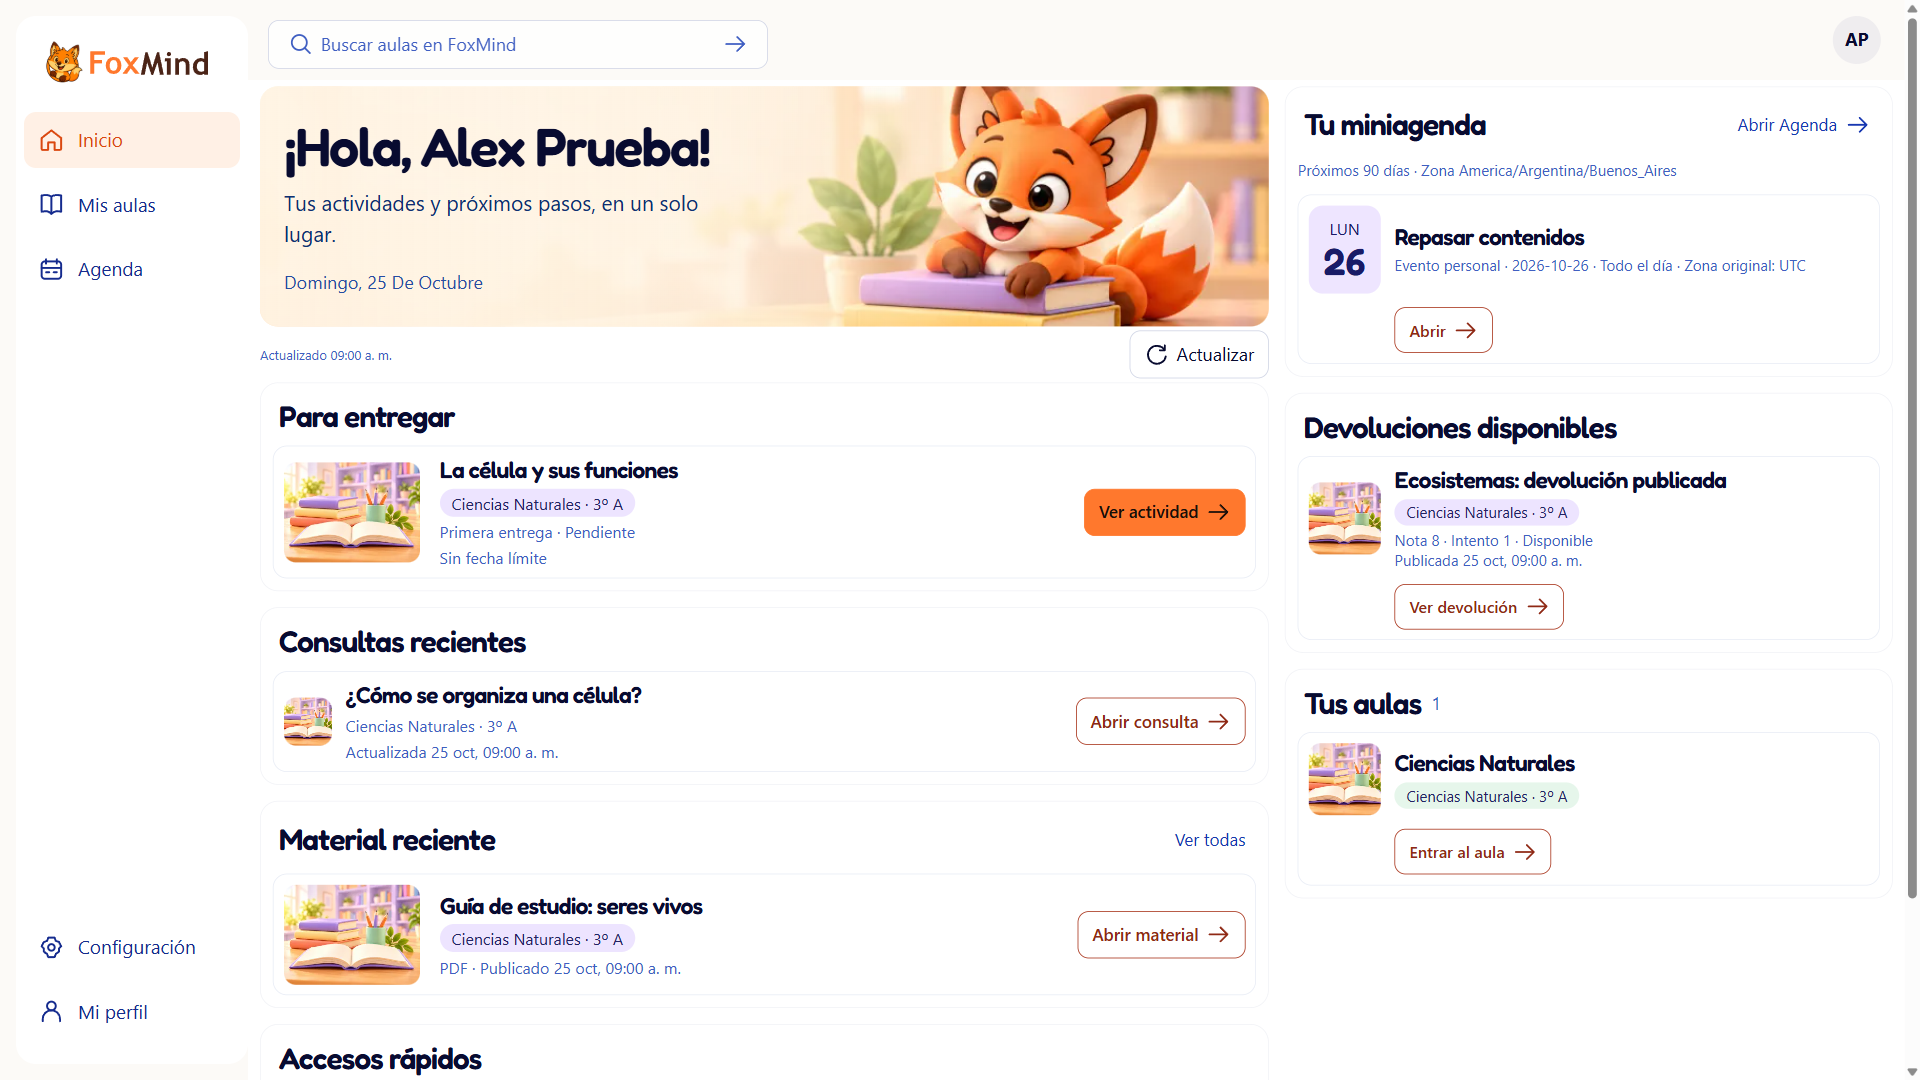 FoxMind
Inicio
Mis aulas
Agenda
Configuración
Mi perfil
Buscar aulas en FoxMind
AP
¡Hola, Alex Prueba!
Tus actividades y próximos pasos, en un solo
lugar.
Domingo, 25 De Octubre
Actualizado 09:00 a. m.
Actualizar
Para entregar
La célula y sus funciones
Ciencias Naturales · 3º A
Primera entrega · Pendiente
Sin fecha límite
Ver actividad
Consultas recientes
¿Cómo se organiza una célula?
Ciencias Naturales · 3º A
Actualizada 25 oct, 09:00 a. m.
Abrir consulta
Material reciente
Ver todas
Guía de estudio: seres vivos
Ciencias Naturales · 3º A
PDF · Publicado 25 oct, 09:00 a. m.
Abrir material
Accesos rápidos
Tu miniagenda
Abrir Agenda
Próximos 90 días · Zona America/Argentina/Buenos_Aires
LUN
26
Repasar contenidos
Evento personal · 2026-10-26 · Todo el día · Zona original: UTC
Abrir
Devoluciones disponibles
Ecosistemas: devolución publicada
Ciencias Naturales · 3º A
Nota 8 · Intento 1 · Disponible
Publicada 25 oct, 09:00 a. m.
Ver devolución
Tus aulas 1
Ciencias Naturales
Ciencias Naturales · 3º A
Entrar al aula